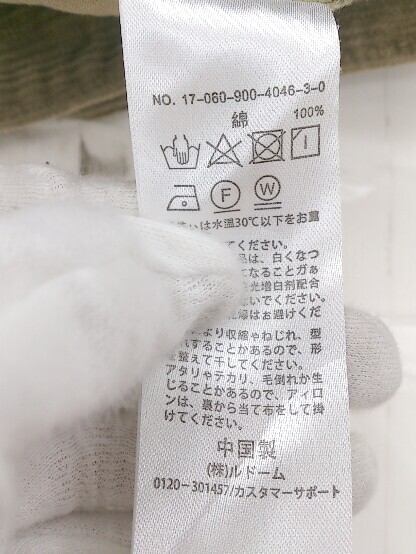 NO. 17-060-900-4046-3-0
綿 100%
F W
は水温30℃以下をお薦
てください。
品は、白くなつ
になることがあ
光増白剤配合
いでください。
燥はお避けくだ
より収縮やねじれ、型
することがあるので、形
を整えて干してください。
アタリやテカリ、毛倒れが生
じることがあるので、アイロ
ンは、裏から当て布をして掛
けてください。
中国製
(株)ルドーム
0120-301457/カスタマーサポート